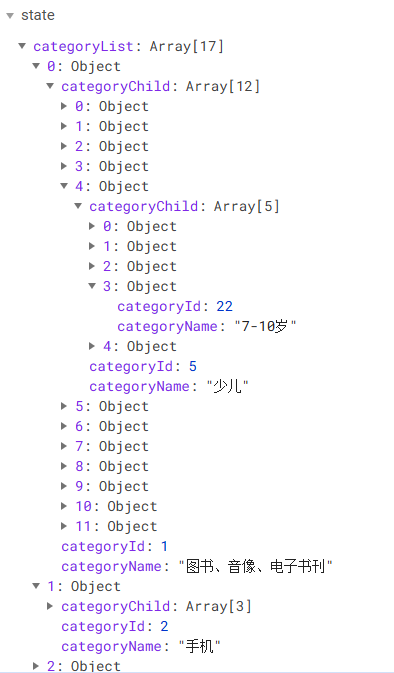 state
categoryList: Array[17]
0: Object
categoryChild: Array[12]
0: Object
1: Object
2: Object
3: Object
4: Object
categoryChild: Array[5]
0: Object
1: Object
2: Object
3: Object
categoryId: 22
categoryName: "7-10岁"
4: Object
categoryId: 5
categoryName: "少儿"
5: Object
6: Object
7: Object
8: Object
9: Object
10: Object
11: Object
categoryId: 1
categoryName: "图书、音像、电子书刊"
1: Object
categoryChild: Array[3]
categoryId: 2
categoryName: "手机"
2: Object